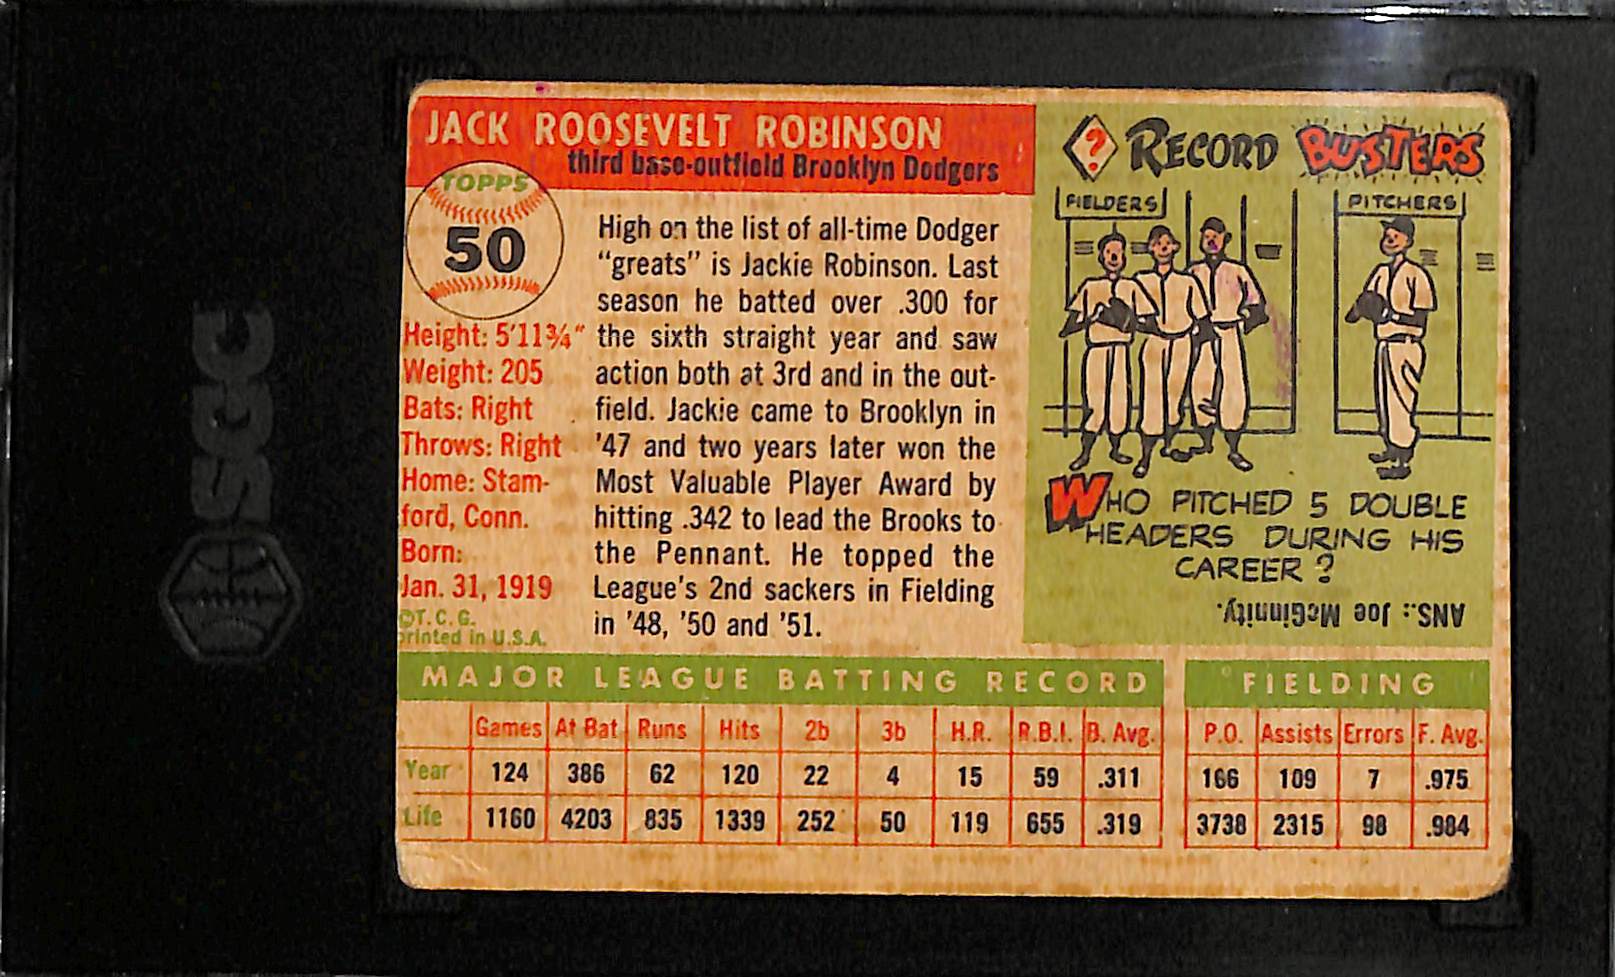 JACK ROOSEVELT ROBINSON
third base-outfield Brooklyn Dodgers
TOPPS
50
Height: 5'11¾"
Weight: 205
Bats: Right
Throws: Right
Home: Stam-
ford, Conn.
Born:
Jan. 31, 1919
©T.C.G.
printed in U.S.A.
High on the list of all-time Dodger
“greats” is Jackie Robinson. Last
season he batted over .300 for
the sixth straight year and saw
action both at 3rd and in the out-
field. Jackie came to Brooklyn in
'47 and two years later won the
Most Valuable Player Award by
hitting .342 to lead the Brooks to
the Pennant. He topped the
League's 2nd sackers in Fielding
in '48, '50 and '51.
? RECORD BUSTERS
FIELDERS
PITCHERS
WHO PITCHED 5 DOUBLE
HEADERS DURING HIS
CAREER?
ANS.: Joe McGinnity.
MAJOR LEAGUE BATTING RECORD
Games At Bat Runs Hits 2b 3b H.R. R.B.I. B. Avg.
Year 124 386 62 120 22 4 15 59 .311
Life 1160 4203 835 1339 252 50 119 655 .319
FIELDING
P.O. Assists Errors F. Avg.
166 109 7 .975
3738 2315 98 .984
SGC